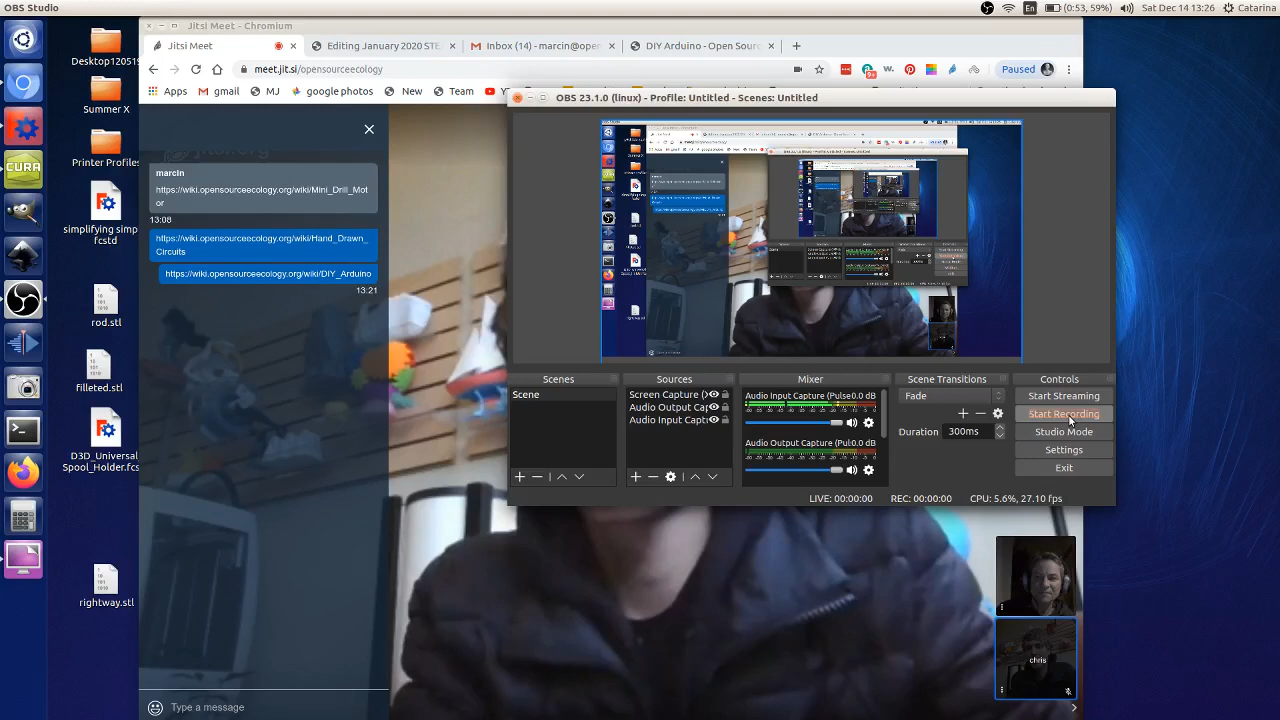 OBS Studio
En
(0:53, 59%)
Sat Dec 14 13:26
Catarina
Desktop12051
Summer X
Printer Profiles
simplifying simp
fcstd
rod.stl
filleted.stl
D3D_Universal
Spool_Holder.fcs
rightway.stl
CURA
Jitsi Meet - Chromium
Jitsi Meet
Editing January 2020 STE
Inbox (14) - marcin@open
DIY Arduino - Open Sourc
meet.jit.si/opensourceecology
9+
Paused
Apps
gmail
MJ
google photos
New
Team
marcin
https://wiki.opensourceecology.org/wiki/Mini_Drill_Mot
or
13:08
https://wiki.opensourceecology.org/wiki/Hand_Drawn_
Circuits
https://wiki.opensourceecology.org/wiki/DIY_Arduino
13:21
Type a message
OBS 23.1.0 (linux) - Profile: Untitled - Scenes: Untitled
Scenes
Scene
Sources
Screen Capture (X
Audio Output Cap
Audio Input Capt
Mixer
Audio Input Capture (Pulse
0.0 dB
Audio Output Capture (Pul
0.0 dB
Scene Transitions
Fade
Duration
300ms
Controls
Start Streaming
Start Recording
Studio Mode
Settings
Exit
LIVE: 00:00:00
REC: 00:00:00
CPU: 5.6%, 27.10 fps
chris